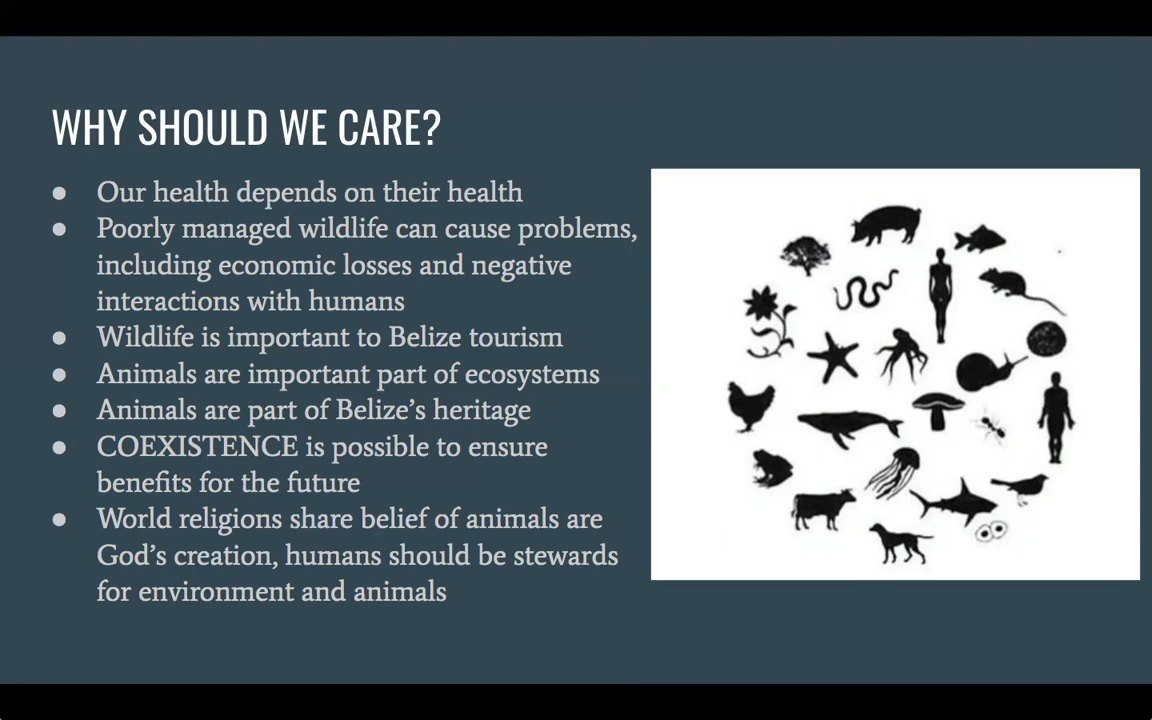 WHY SHOULD WE CARE?
● Our health depends on their health
● Poorly managed wildlife can cause problems,
including economic losses and negative
interactions with humans
● Wildlife is important to Belize tourism
● Animals are important part of ecosystems
● Animals are part of Belize’s heritage
● COEXISTENCE is possible to ensure
benefits for the future
● World religions share belief of animals are
God’s creation, humans should be stewards
for environment and animals